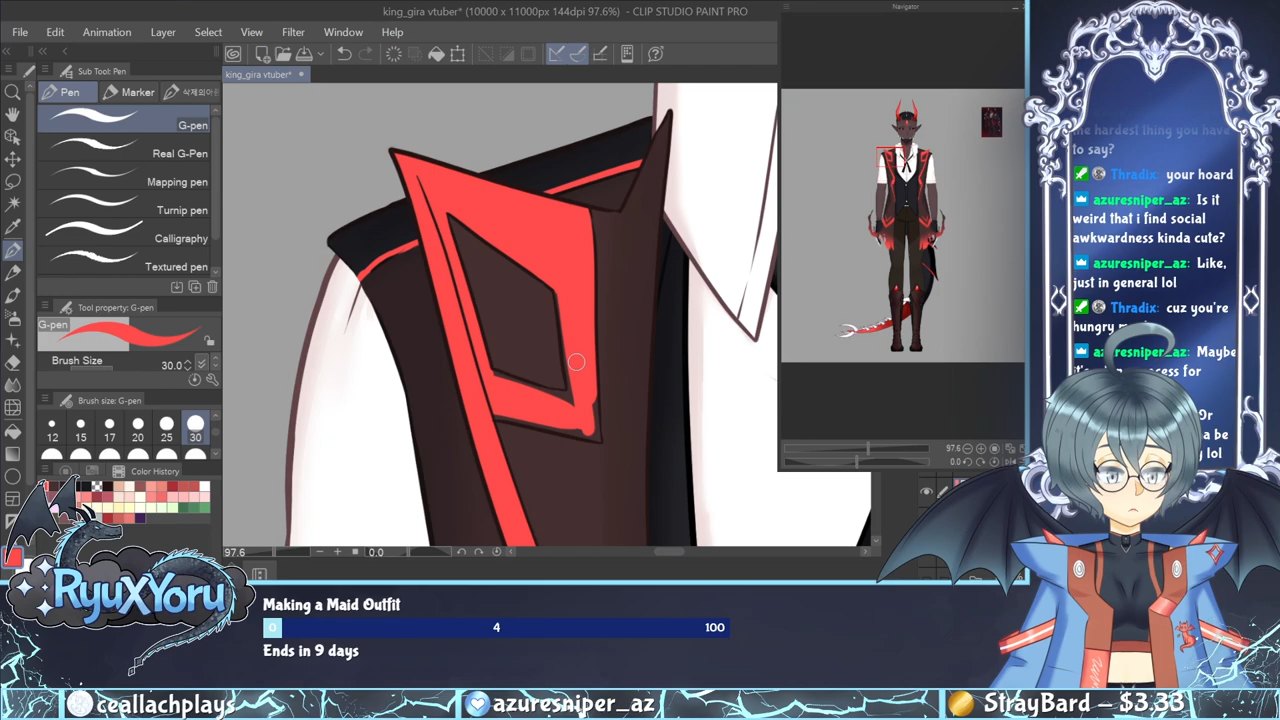 king_gira vtuber* (10000 x 11000px 144dpi 97.6%) - CLIP STUDIO PAINT PRO
Navigator
File Edit Animation Layer Select View Filter Window Help
Sub Tool: Pen
king_gira vtuber*
Pen Marker
G-pen
Real G-Pen
Mapping pen
Turnip pen
Calligraphy
Textured pen
Tool property: G-pen
G-pen
Brush Size 30.0
Brush size: G-pen
12 15 17 20 25 30
Color History
97.6 0.0
97.6
0.0
the hardest thing you have
to say?
Thradix: your hoard
azuresniper_az: Is it
weird that i find social
awkwardness kinda cute?
azuresniper_az: Like,
just in general lol
Thradix: cuz you're
hungry
azuresniper_az: Maybe
for
Or
a be
lol
RyuXYoru
Making a Maid Outfit
0 4 100
Ends in 9 days
ceallachplays
azuresniper_az
StrayBard – $3.33